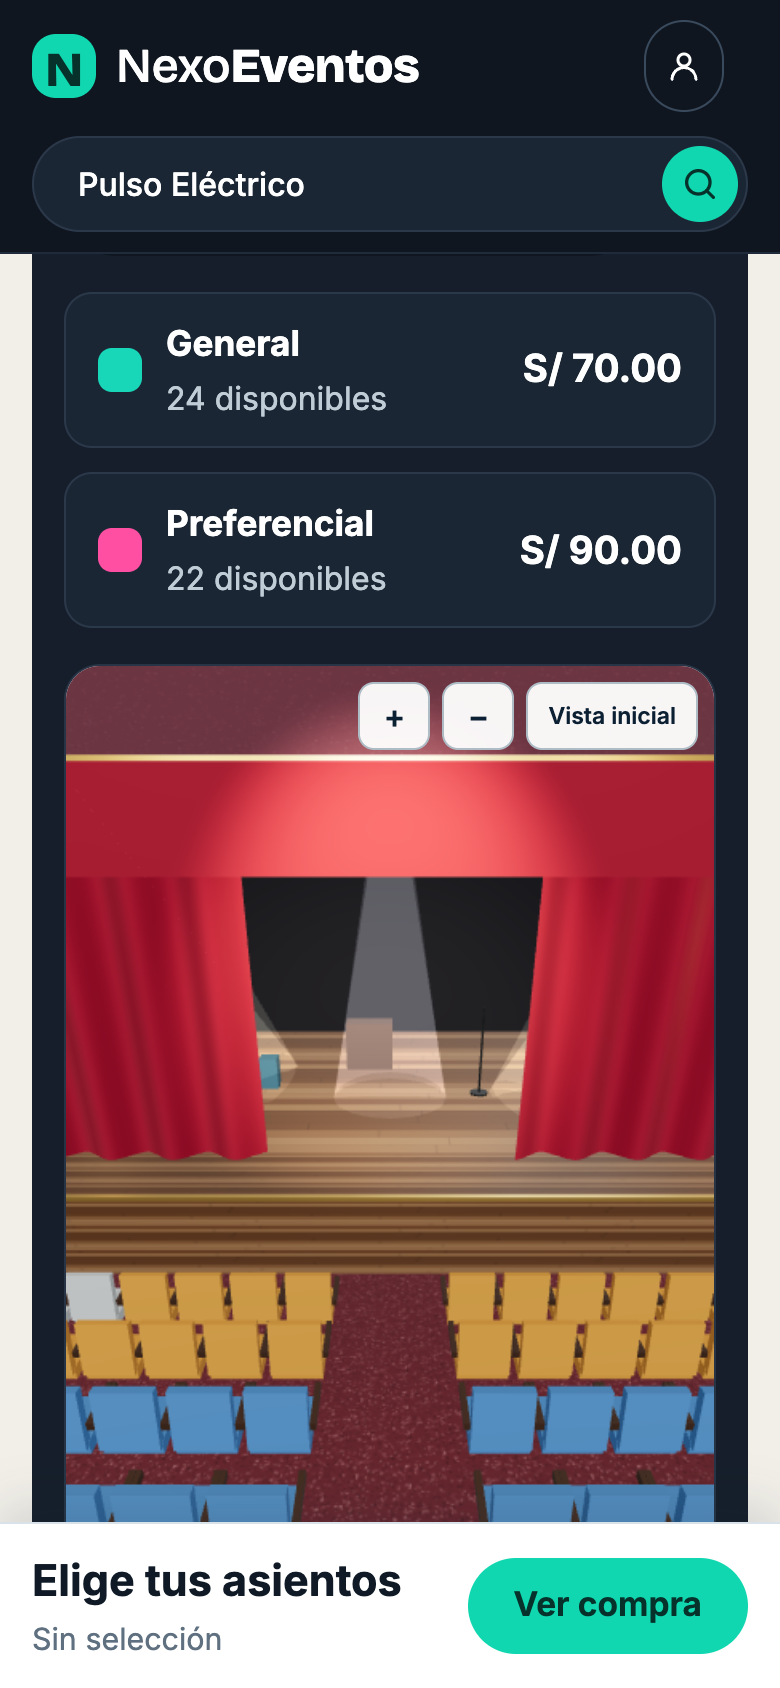 N NexoEventos
Pulso Eléctrico
General
24 disponibles
S/ 70.00
Preferencial
22 disponibles
S/ 90.00
+
−
Vista inicial
Elige tus asientos
Sin selección
Ver compra